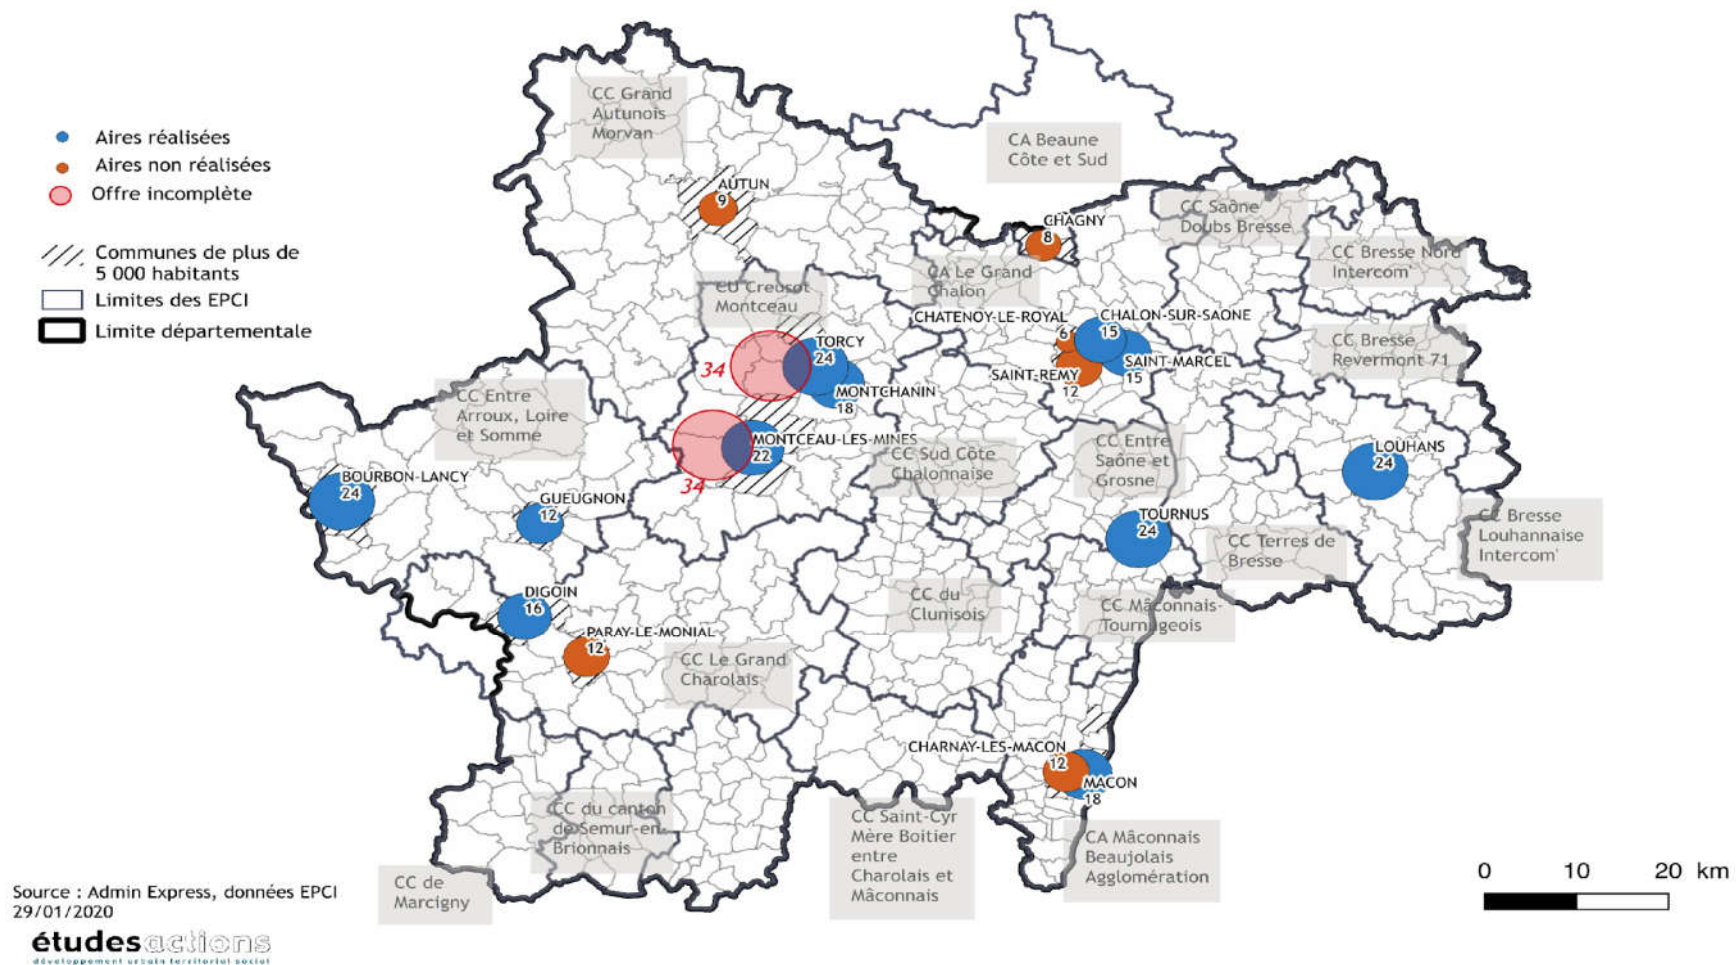 Aires réalisées
Aires non réalisées
Offre incomplète
Communes de plus de
5 000 habitants
Limites des EPCI
Limite départementale
CC Grand
Autunois
Morvan
CA Beaune
Côte et Sud
AUTUN
9
CHAGNY
8
CC Saône
Doubs Bresse
CC Bresse Nord
Intercom'
CA Le Grand
Chalon
CU Creusot
Montceau
CHATENOY-LE-ROYAL
6
CHALON-SUR-SAONE
15
CC Bresse
Revermont 71
TORCY
24
34
SAINT-MARCEL
15
SAINT-REMY
12
MONTCHANIN
18
CC Entre
Arroux, Loire
et Somme
MONTCEAU-LES-MINES
22
34
CC Sud Côte
Chalonnaise
CC Entre
Saône et
Grosne
LOUHANS
24
BOURBON-LANCY
24
GUEUGNON
12
TOURNUS
24
CC Terres de
Bresse
CC Bresse
Louhannaise
Intercom'
DIGOIN
16
CC du
Clunisois
CC Mâconnais-
Tournugeois
PARAY-LE-MONIAL
12
CC Le Grand
Charolais
CHARNAY-LES-MACON
12
MACON
18
CC du canton
de Semur-en-
Brionnais
CC Saint-Cyr
Mère Boitier
entre
Charolais et
Mâconnais
CA Mâconnais
Beaujolais
Agglomération
CC de
Marcigny
0 10 20 km
Source : Admin Express, données EPCI
29/01/2020
étudesactions
développement urbain territorial social